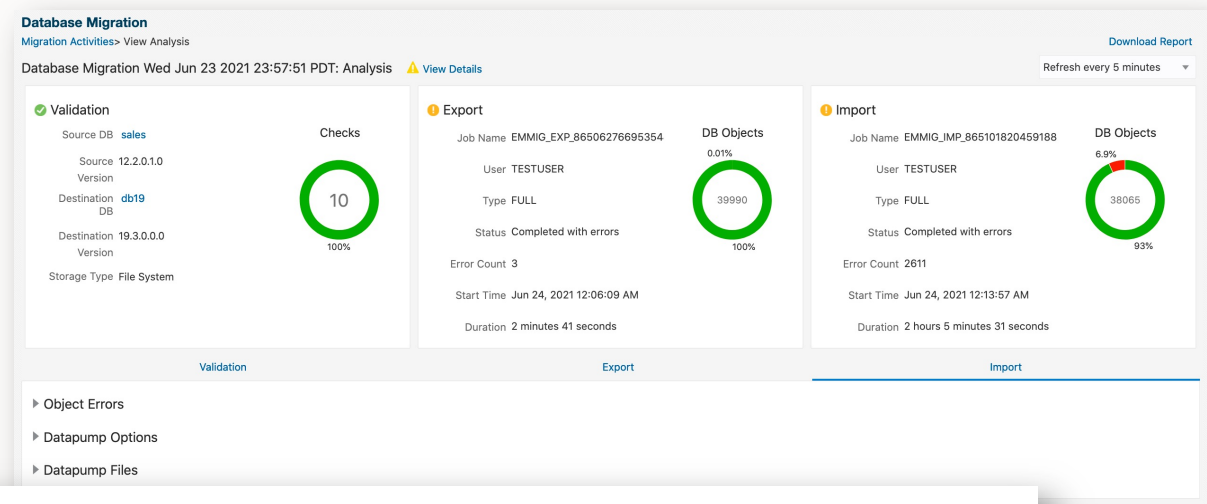 Database Migration
Migration Activities> View Analysis
Download Report
Database Migration Wed Jun 23 2021 23:57:51 PDT: Analysis View Details
Refresh every 5 minutes
Validation
Source DB sales
Source Version 12.2.0.1.0
Destination DB db19
Destination Version 19.3.0.0.0
Storage Type File System
Checks
10
100%
Export
Job Name EMMIG_EXP_86506276695354
User TESTUSER
Type FULL
Status Completed with errors
Error Count 3
Start Time Jun 24, 2021 12:06:09 AM
Duration 2 minutes 41 seconds
DB Objects
0.01%
39990
100%
Import
Job Name EMMIG_IMP_865101820459188
User TESTUSER
Type FULL
Status Completed with errors
Error Count 2611
Start Time Jun 24, 2021 12:13:57 AM
Duration 2 hours 5 minutes 31 seconds
DB Objects
6.9%
38065
93%
Validation
Export
Import
Object Errors
Datapump Options
Datapump Files